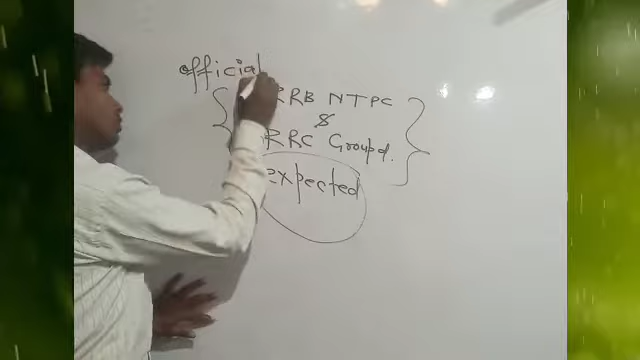 official
RRB NTPC
&
RRC Group d.
expected